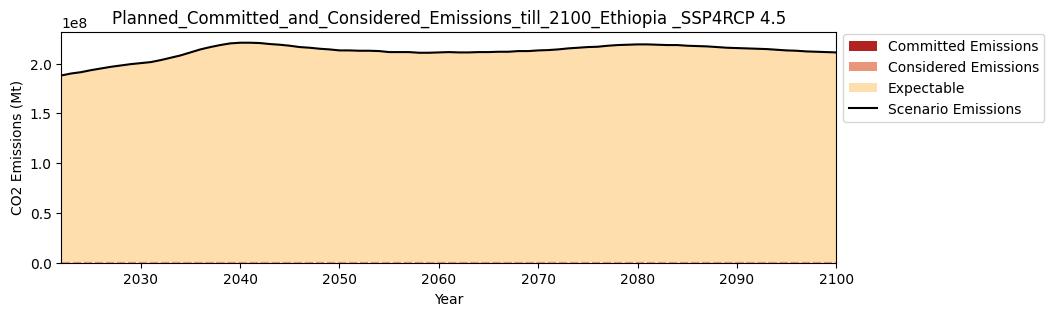 Planned_Committed_and_Considered_Emissions_till_2100_Ethiopia _SSP4RCP 4.5
1e8
2.0
1.5
1.0
0.5
0.0
CO2 Emissions (Mt)
2030 2040 2050 2060 2070 2080 2090 2100
Year
Committed Emissions
Considered Emissions
Expectable
Scenario Emissions